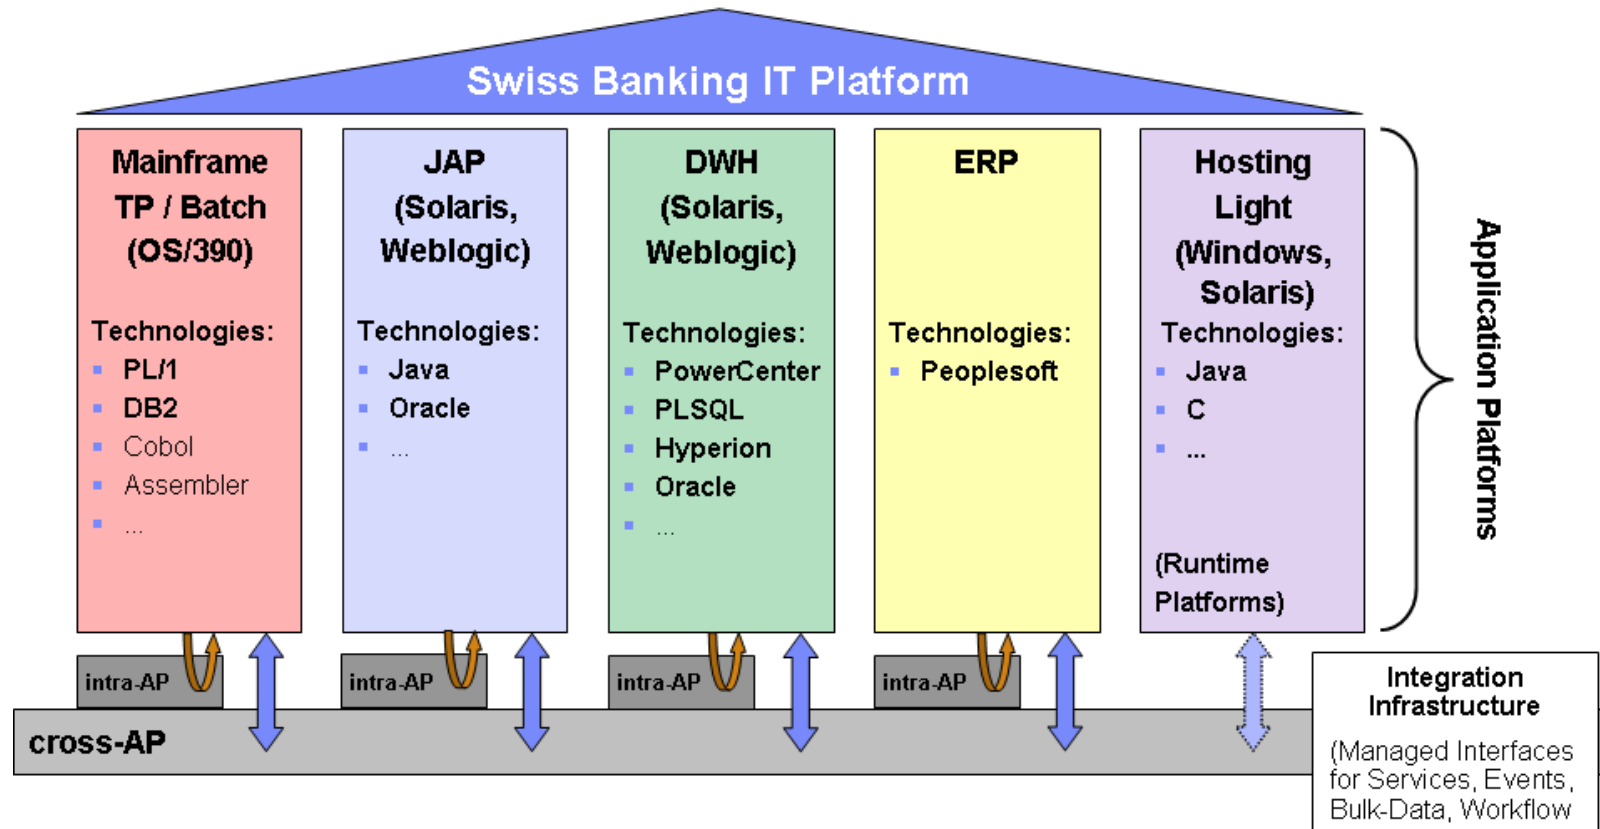 Swiss Banking IT Platform
Mainframe
TP / Batch
(OS/390)
Technologies:
PL/1
DB2
Cobol
Assembler
...
JAP
(Solaris,
Weblogic)
Technologies:
Java
Oracle
...
DWH
(Solaris,
Weblogic)
Technologies:
PowerCenter
PLSQL
Hyperion
Oracle
...
ERP
Technologies:
Peoplesoft
Hosting
Light
(Windows,
Solaris)
Technologies:
Java
C
...
(Runtime
Platforms)
Application Platforms
intra-AP
intra-AP
intra-AP
intra-AP
cross-AP
Integration
Infrastructure
(Managed Interfaces
for Services, Events,
Bulk-Data, Workflow